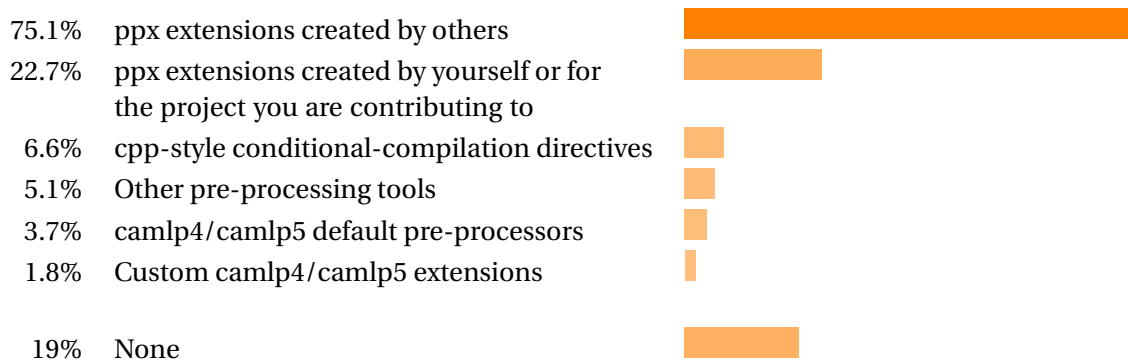 75.1% ppx extensions created by others
22.7% ppx extensions created by yourself or for
the project you are contributing to
6.6% cpp-style conditional-compilation directives
5.1% Other pre-processing tools
3.7% camlp4/camlp5 default pre-processors
1.8% Custom camlp4/camlp5 extensions
19% None